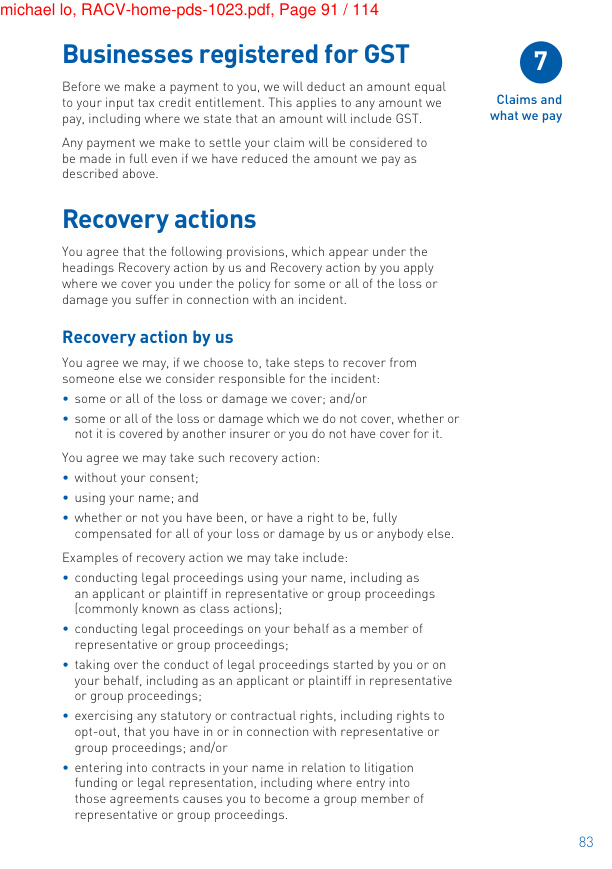 michael lo, RACV-home-pds-1023.pdf, Page 91 / 114
Businesses registered for GST
Before we make a payment to you, we will deduct an amount equal
to your input tax credit entitlement. This applies to any amount we
pay, including where we state that an amount will include GST.
Any payment we make to settle your claim will be considered to
be made in full even if we have reduced the amount we pay as
described above.
7
Claims and
what we pay
Recovery actions
You agree that the following provisions, which appear under the
headings Recovery action by us and Recovery action by you apply
where we cover you under the policy for some or all of the loss or
damage you suffer in connection with an incident.
Recovery action by us
You agree we may, if we choose to, take steps to recover from
someone else we consider responsible for the incident:
• some or all of the loss or damage we cover; and/or
• some or all of the loss or damage which we do not cover, whether or
not it is covered by another insurer or you do not have cover for it.
You agree we may take such recovery action:
• without your consent;
• using your name; and
• whether or not you have been, or have a right to be, fully
compensated for all of your loss or damage by us or anybody else.
Examples of recovery action we may take include:
• conducting legal proceedings using your name, including as
an applicant or plaintiff in representative or group proceedings
(commonly known as class actions);
• conducting legal proceedings on your behalf as a member of
representative or group proceedings;
• taking over the conduct of legal proceedings started by you or on
your behalf, including as an applicant or plaintiff in representative
or group proceedings;
• exercising any statutory or contractual rights, including rights to
opt-out, that you have in or in connection with representative or
group proceedings; and/or
• entering into contracts in your name in relation to litigation
funding or legal representation, including where entry into
those agreements causes you to become a group member of
representative or group proceedings.
83